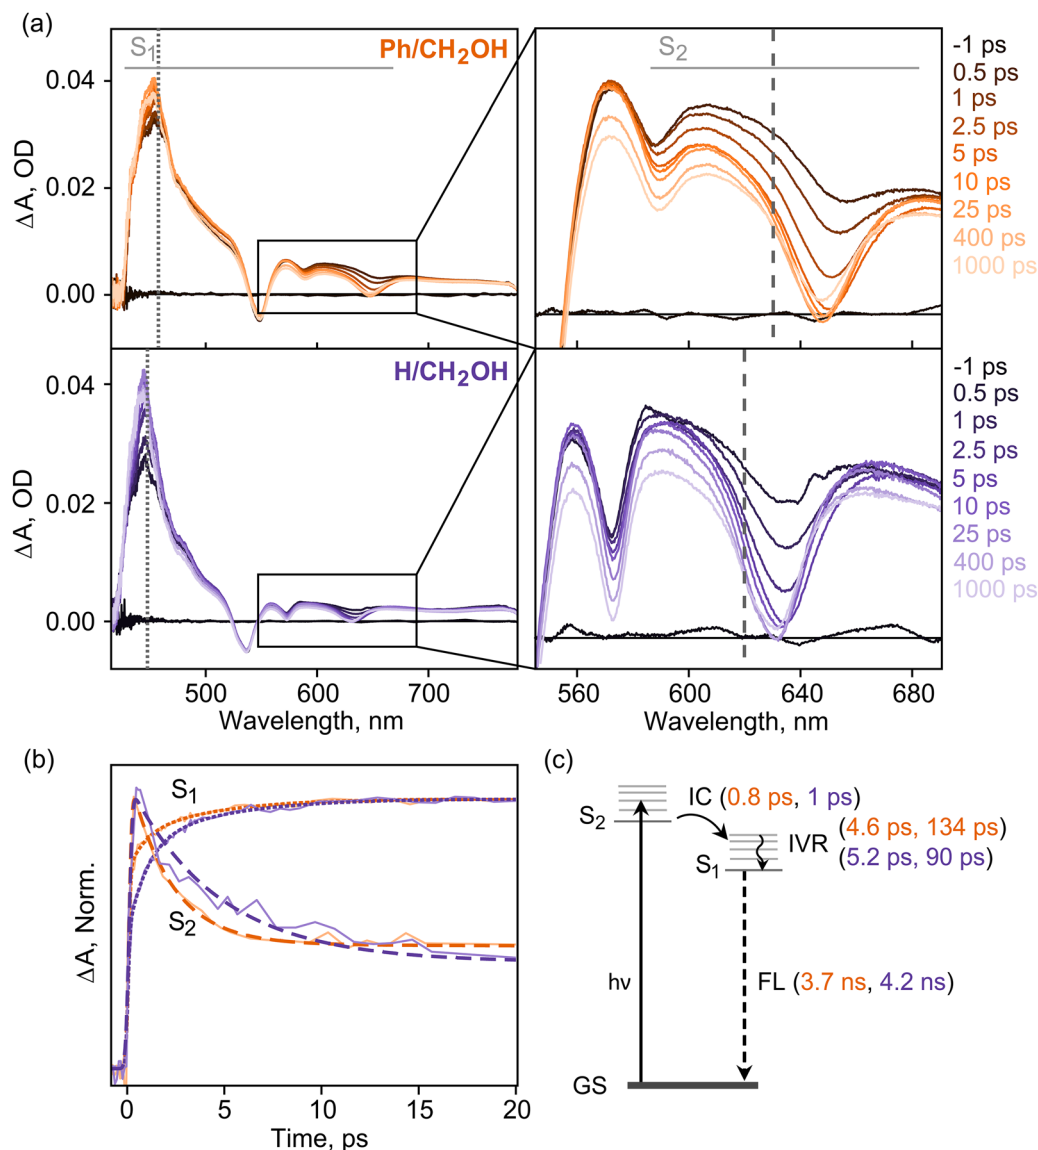 (a)
S1
Ph/CH2OH
S2
-1 ps
0.5 ps
1 ps
2.5 ps
5 ps
10 ps
25 ps
400 ps
1000 ps
0.04
0.02
0.00
ΔA, OD
H/CH2OH
-1 ps
0.5 ps
1 ps
2.5 ps
5 ps
10 ps
25 ps
400 ps
1000 ps
0.04
0.02
0.00
ΔA, OD
500 600 700
Wavelength, nm
560 600 640 680
Wavelength, nm
(b)
S1
S2
ΔA, Norm.
0 5 10 15 20
Time, ps
(c)
IC (0.8 ps, 1 ps)
S2
(4.6 ps, 134 ps)
IVR
(5.2 ps, 90 ps)
S1
hν
FL (3.7 ns, 4.2 ns)
GS